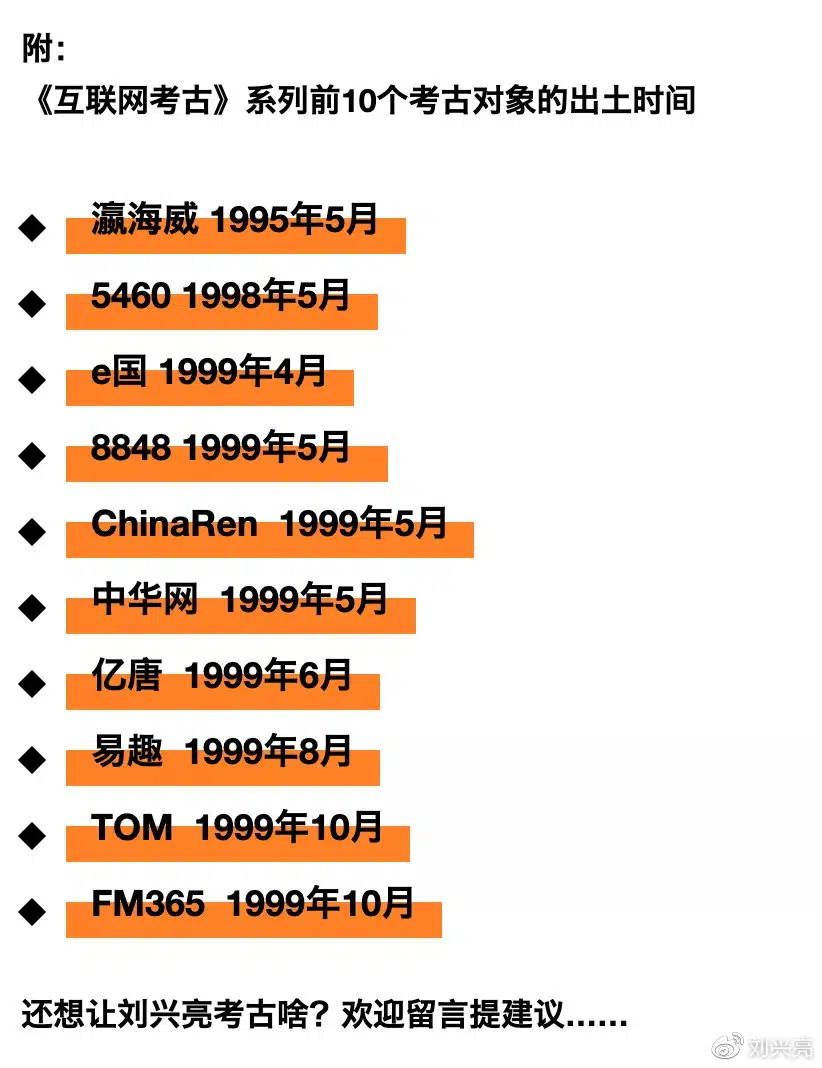 附：
《互联网考古》系列前10个考古对象的出土时间
◆ 瀛海威 1995年5月
◆ 5460 1998年5月
◆ e国 1999年4月
◆ 8848 1999年5月
◆ ChinaRen 1999年5月
◆ 中华网 1999年5月
◆ 亿唐 1999年6月
◆ 易趣 1999年8月
◆ TOM 1999年10月
◆ FM365 1999年10月
还想让刘兴亮考古啥？欢迎留言提建议……
刘兴亮